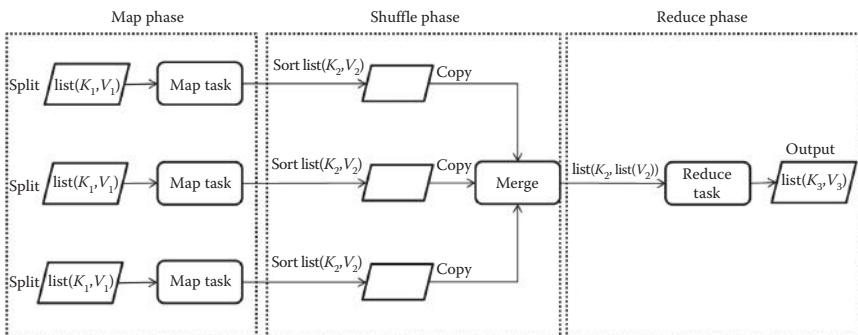 Map phase
Shuffle phase
Reduce phase
Split
list(K₁,V₁)
Map task
Sort list(K₂,V₂)
Copy
Split
list(K₁,V₁)
Map task
Sort list(K₂,V₂)
Copy
Merge
list(K₂, list(V₂))
Reduce
task
Output
list(K₃,V₃)
Split
list(K₁,V₁)
Map task
Sort list(K₂,V₂)
Copy